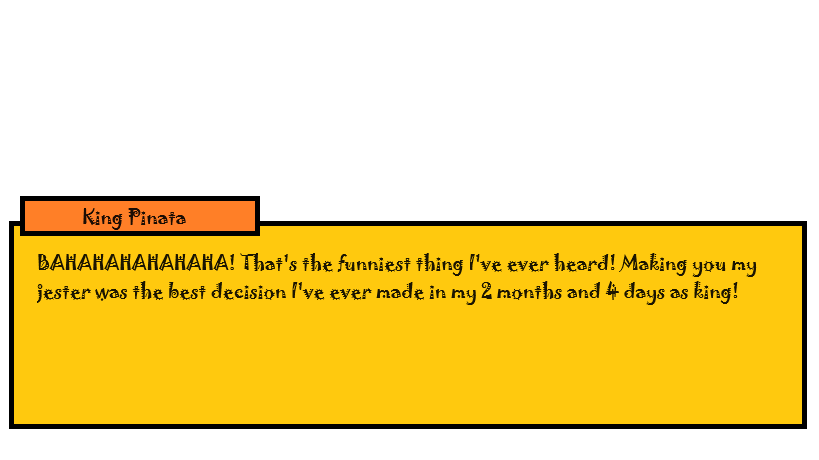 King Pinata
BAHAHAHAHAHAHA! That's the funniest thing I've ever heard! Making you my
jester was the best decision I've ever made in my 2 months and 4 days as king!